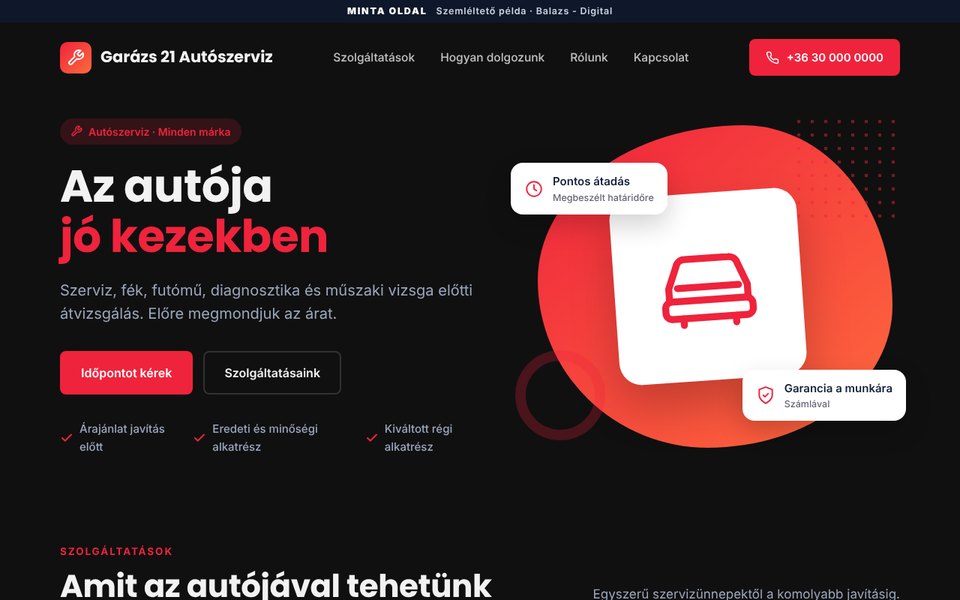 MINTA OLDAL Szemléltető példa · Balazs - Digital
Garázs 21 Autószerviz
Szolgáltatások
Hogyan dolgozunk
Rólunk
Kapcsolat
+36 30 000 0000
Autószerviz · Minden márka
Az autója
jó kezekben
Szerviz, fék, futómű, diagnosztika és műszaki vizsga előtti
átvizsgálás. Előre megmondjuk az árat.
Időpontot kérek
Szolgáltatásaink
Árajánlat javítás
előtt
Eredeti és minőségi
alkatrész
Kiváltott régi
alkatrész
Pontos átadás
Megbeszélt határidőre
Garancia a munkára
Számlával
SZOLGÁLTATÁSOK
Amit az autójával tehetünk
Egyszerű szervizünnepektől a komolyabb javításig.